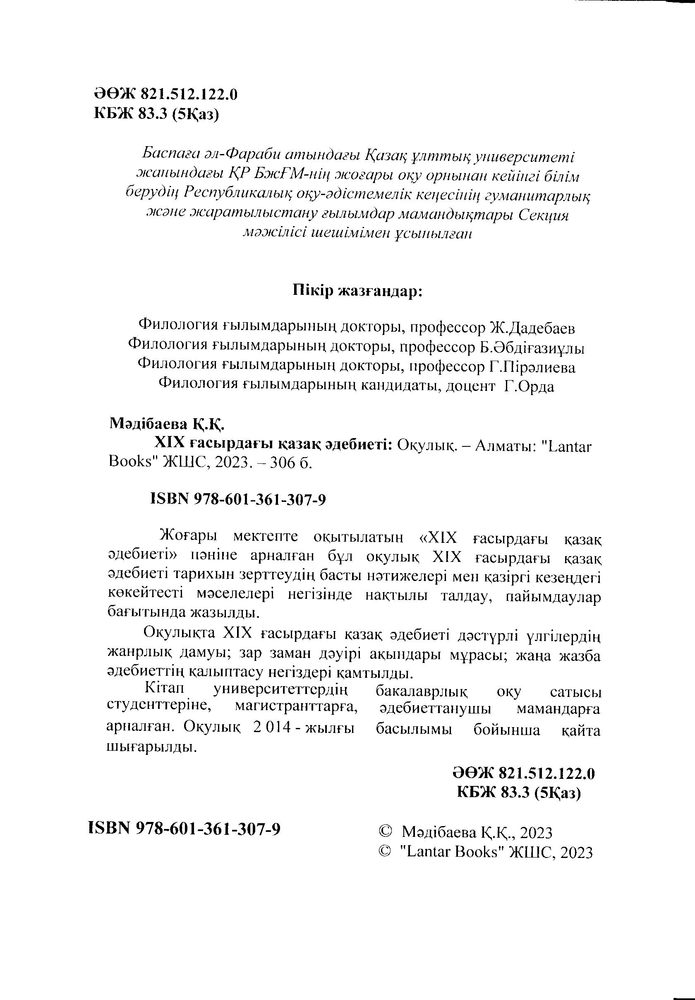 ӘӨЖ 821.512.122.0
КБЖ 83.3 (5Қаз)
Баспаға әл-Фараби атындағы Қазақ ұлттық университеті
жанындағы ҚР БжҒМ-нің жоғары оқу орнынан кейінгі білім
берудің Республикалық оқу-әдістемелік кеңесінің гуманитарлық
және жаратылыстану ғылымдар мамандықтары Секция
мәжілісі шешімімен ұсынылған
Пікір жазғандар:
Филология ғылымдарының докторы, профессор Ж.Дадебаев
Филология ғылымдарының докторы, профессор Б.Әбдіғазиұлы
Филология ғылымдарының докторы, профессор Г.Пірәлиева
Филология ғылымдарының кандидаты, доцент Г.Орда
Мәдібаева Қ.Қ.
XIX ғасырдағы қазақ әдебиеті: Оқулық. – Алматы: "Lantar
Books" ЖШС, 2023. – 306 б.
ISBN 978-601-361-307-9
Жоғары мектепте оқытылатын «XIX ғасырдағы қазақ
әдебиеті» пәніне арналған бұл оқулық XIX ғасырдағы қазақ
әдебиеті тарихын зерттеудің басты нәтижелері мен қазіргі кезеңдегі
көкейтесті мәселелері негізінде нақтылы талдау, пайымдаулар
бағытында жазылды.
Оқулықта XIX ғасырдағы қазақ әдебиеті дәстүрлі үлгілердің
жанрлық дамуы; зар заман дәуірі ақындары мұрасы; жаңа жазба
әдебиеттің қалыптасу негіздері қамтылды.
Кітап университеттердің бакалаврлық оқу сатысы
студенттеріне, магистранттарға, әдебиеттанушы мамандарға
арналған. Оқулық 2 014 - жылғы басылымы бойынша қайта
шығарылды.
ӘӨЖ 821.512.122.0
КБЖ 83.3 (5Қаз)
ISBN 978-601-361-307-9
© Мәдібаева Қ.Қ., 2023
© "Lantar Books" ЖШС, 2023